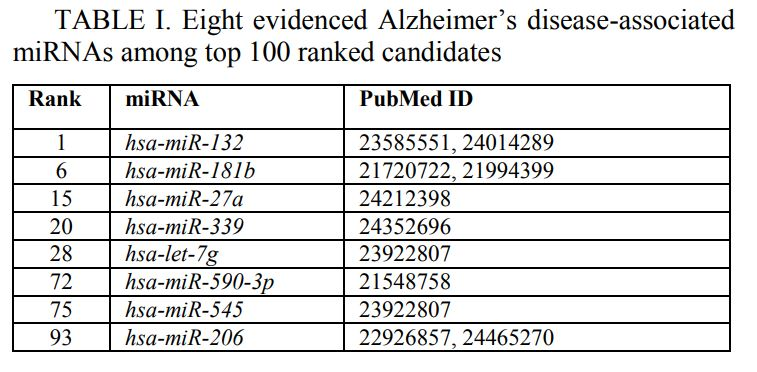 TABLE I. Eight evidenced Alzheimer's disease-associated
miRNAs among top 100 ranked candidates
Rank miRNA PubMed ID
1 hsa-miR-132 23585551, 24014289
6 hsa-miR-181b 21720722, 21994399
15 hsa-miR-27a 24212398
20 hsa-miR-339 24352696
28 hsa-let-7g 23922807
72 hsa-miR-590-3p 21548758
75 hsa-miR-545 23922807
93 hsa-miR-206 22926857, 24465270